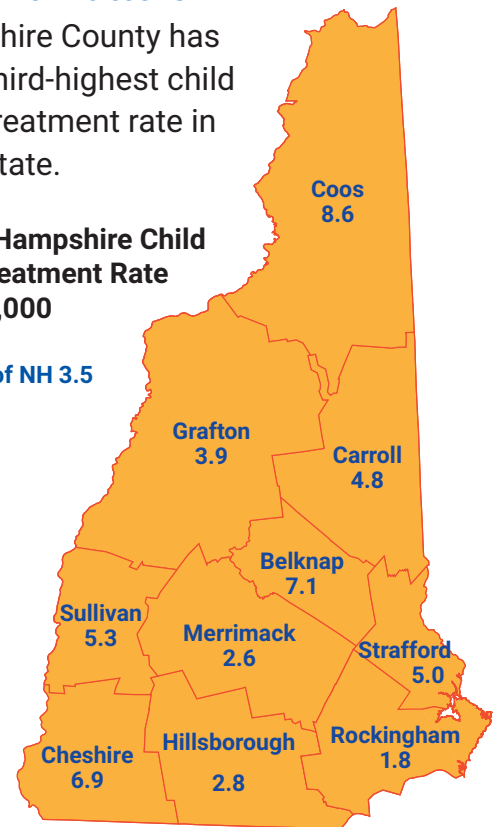 shire County has
hird-highest child
reatment rate in
tate.
Hampshire Child
eatment Rate
,000
of NH 3.5
Coos
8.6
Grafton
3.9
Carroll
4.8
Belknap
7.1
Sullivan
5.3
Merrimack
2.6
Strafford
5.0
Cheshire
6.9
Hillsborough
2.8
Rockingham
1.8